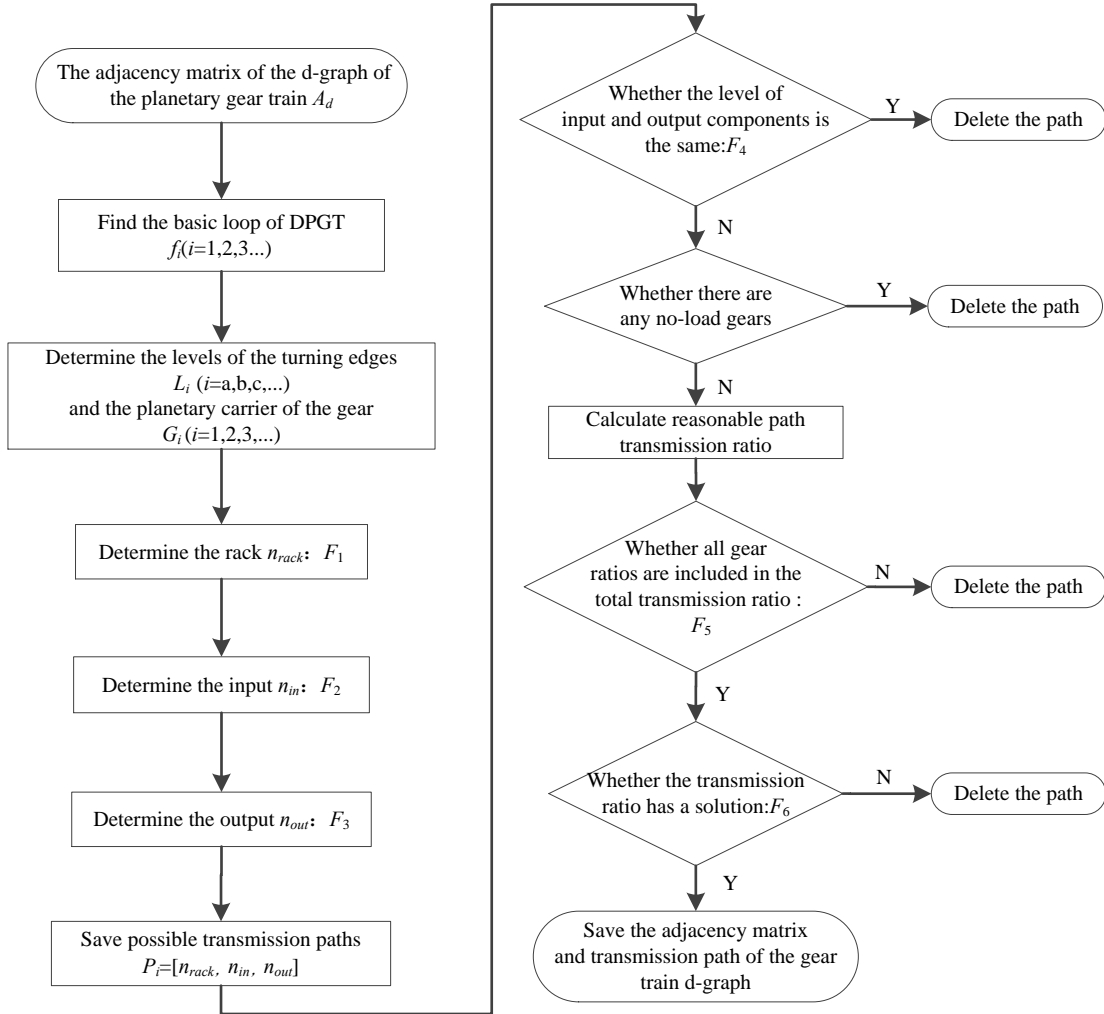 The adjacency matrix of the d-graph of
the planetary gear train A_d
Find the basic loop of DPGT
f_i(i=1,2,3...)
Determine the levels of the turning edges
L_i (i=a,b,c,...)
and the planetary carrier of the gear
G_i(i=1,2,3,...)
Determine the rack n_rack：F_1
Determine the input n_in：F_2
Determine the output n_out：F_3
Save possible transmission paths
P_i=[n_rack, n_in, n_out]
Whether the level of
input and output components is
the same:F_4
Y
Delete the path
N
Whether there are
any no-load gears
Y
Delete the path
N
Calculate reasonable path
transmission ratio
Whether all gear
ratios are included in the
total transmission ratio :
F_5
N
Delete the path
Y
Whether the transmission
ratio has a solution:F_6
N
Delete the path
Y
Save the adjacency matrix
and transmission path of the gear
train d-graph